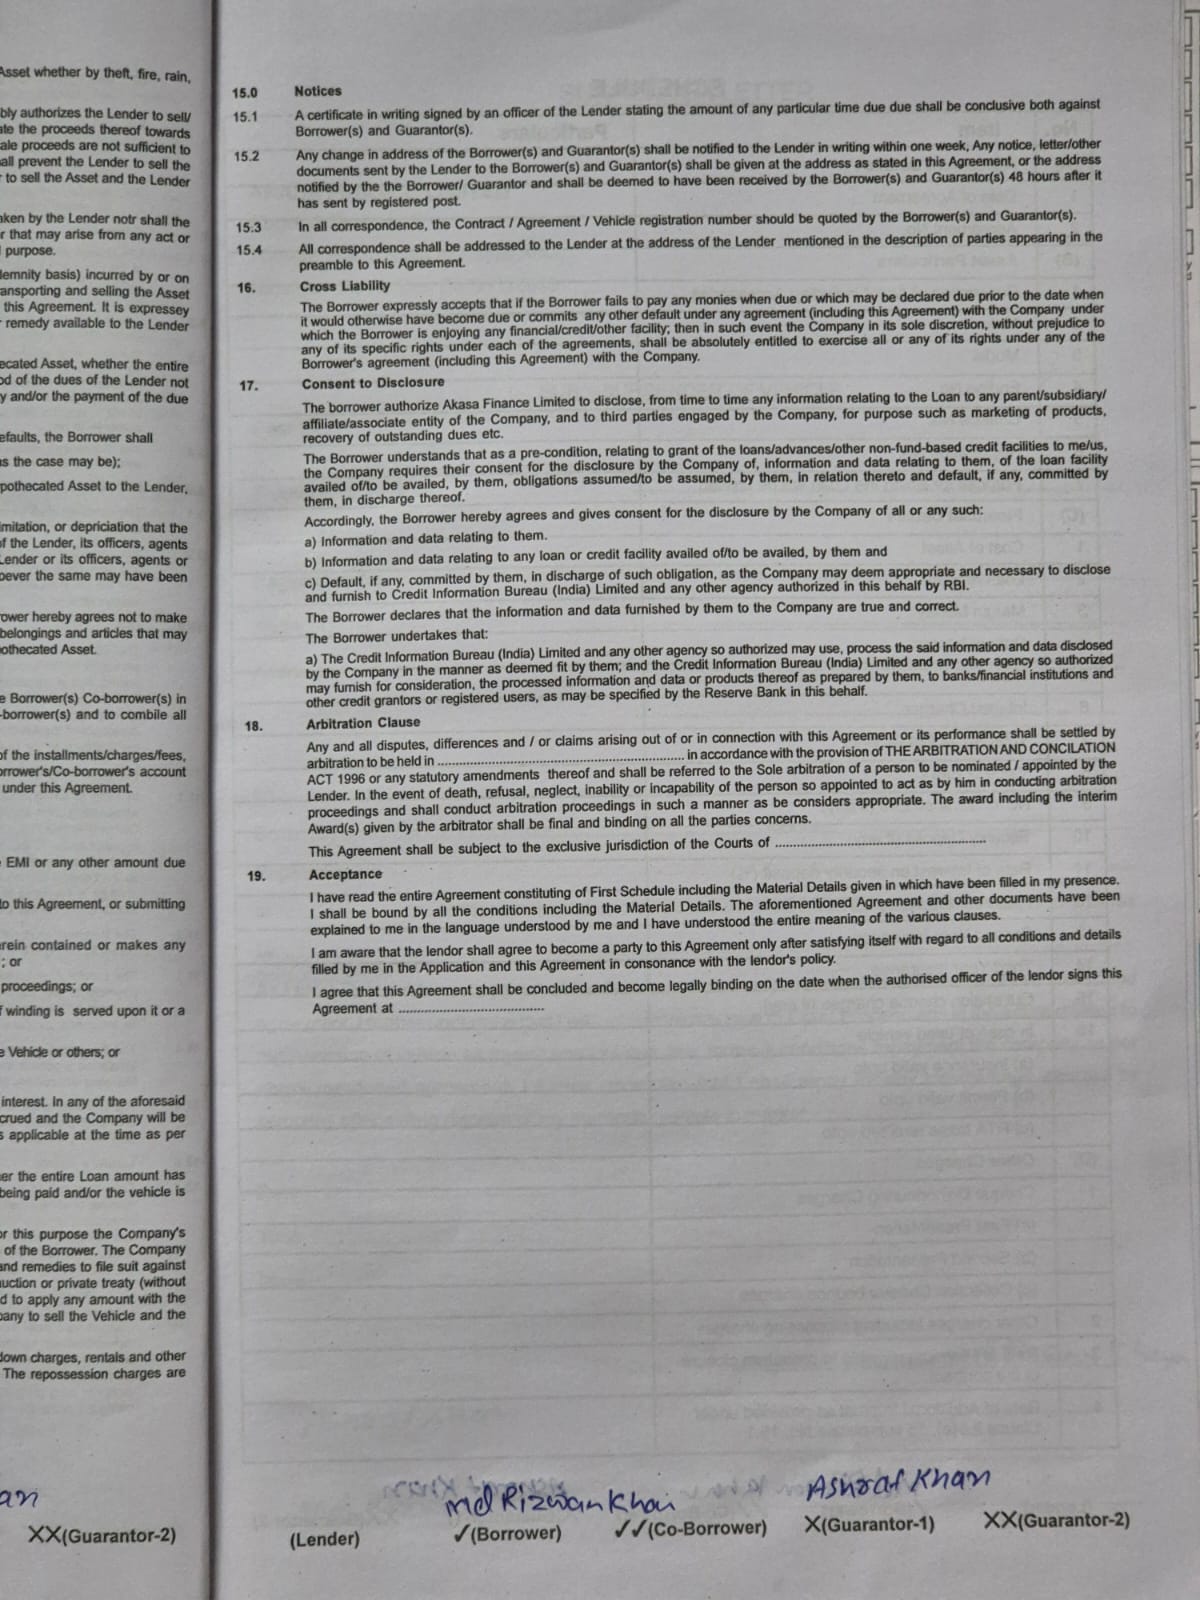 Asset whether by theft, fire, rain,
bly authorizes the Lender to sell/
ate the proceeds thereof towards
ale proceeds are not sufficient to
all prevent the Lender to sell the
to sell the Asset and the Lender
aken by the Lender notr shall the
r that may arise from any act or
purpose.
demnity basis) incurred by or on
ansporting and selling the Asset
this Agreement. It is expressey
remedy available to the Lender
ecated Asset, whether the entire
od of the dues of the Lender not
y and/or the payment of the due
efaults, the Borrower shall
as the case may be);
pothecated Asset to the Lender,
imitation, or depriciation that the
of the Lender, its officers, agents
Lender or its officers, agents or
oever the same may have been
rower hereby agrees not to make
belongings and articles that may
othecated Asset.
e Borrower(s) Co-borrower(s) in
-borrower(s) and to combile all
of the installments/charges/fees,
orrower's/Co-borrower's account
under this Agreement.
EMI or any other amount due
to this Agreement, or submitting
erein contained or makes any
; or
proceedings; or
f winding is served upon it or a
e Vehicle or others; or
interest. In any of the aforesaid
crued and the Company will be
s applicable at the time as per
er the entire Loan amount has
being paid and/or the vehicle is
or this purpose the Company's
of the Borrower. The Company
and remedies to file suit against
auction or private treaty (without
d to apply any amount with the
pany to sell the Vehicle and the
down charges, rentals and other
The repossession charges are
an
XX(Guarantor-2)
15.0 Notices
15.1 A certificate in writing signed by an officer of the Lender stating the amount of any particular time due due shall be conclusive both against
Borrower(s) and Guarantor(s).
15.2 Any change in address of the Borrower(s) and Guarantor(s) shall be notified to the Lender in writing within one week, Any notice, letter/other
documents sent by the Lender to the Borrower(s) and Guarantor(s) shall be given at the address as stated in this Agreement, or the address
notified by the the Borrower/ Guarantor and shall be deemed to have been received by the Borrower(s) and Guarantor(s) 48 hours after it
has sent by registered post.
15.3 In all correspondence, the Contract / Agreement / Vehicle registration number should be quoted by the Borrower(s) and Guarantor(s).
15.4 All correspondence shall be addressed to the Lender at the address of the Lender mentioned in the description of parties appearing in the
preamble to this Agreement.
16. Cross Liability
The Borrower expressly accepts that if the Borrower fails to pay any monies when due or which may be declared due prior to the date when
it would otherwise have become due or commits any other default under any agreement (including this Agreement) with the Company under
which the Borrower is enjoying any financial/credit/other facility; then in such event the Company in its sole discretion, without prejudice to
any of its specific rights under each of the agreements, shall be absolutely entitled to exercise all or any of its rights under any of the
Borrower's agreement (including this Agreement) with the Company.
17. Consent to Disclosure
The borrower authorize Akasa Finance Limited to disclose, from time to time any information relating to the Loan to any parent/subsidiary/
affiliate/associate entity of the Company, and to third parties engaged by the Company, for purpose such as marketing of products,
recovery of outstanding dues etc.
The Borrower understands that as a pre-condition, relating to grant of the loans/advances/other non-fund-based credit facilities to me/us,
the Company requires their consent for the disclosure by the Company of, information and data relating to them, of the loan facility
availed of/to be availed, by them, obligations assumed/to be assumed, by them, in relation thereto and default, if any, committed by
them, in discharge thereof.
Accordingly, the Borrower hereby agrees and gives consent for the disclosure by the Company of all or any such:
a) Information and data relating to them.
b) Information and data relating to any loan or credit facility availed of/to be availed, by them and
c) Default, if any, committed by them, in discharge of such obligation, as the Company may deem appropriate and necessary to disclose
and furnish to Credit Information Bureau (India) Limited and any other agency authorized in this behalf by RBI.
The Borrower declares that the information and data furnished by them to the Company are true and correct.
The Borrower undertakes that:
a) The Credit Information Bureau (India) Limited and any other agency so authorized may use, process the said information and data disclosed
by the Company in the manner as deemed fit by them; and the Credit Information Bureau (India) Limited and any other agency so authorized
may furnish for consideration, the processed information and data or products thereof as prepared by them, to banks/financial institutions and
other credit grantors or registered users, as may be specified by the Reserve Bank in this behalf.
18. Arbitration Clause
Any and all disputes, differences and / or claims arising out of or in connection with this Agreement or its performance shall be settled by
arbitration to be held in .................................................................. in accordance with the provision of THE ARBITRATION AND CONCILATION
ACT 1996 or any statutory amendments thereof and shall be referred to the Sole arbitration of a person to be nominated / appointed by the
Lender. In the event of death, refusal, neglect, inability or incapability of the person so appointed to act as by him in conducting arbitration
proceedings and shall conduct arbitration proceedings in such a manner as be considers appropriate. The award including the interim
Award(s) given by the arbitrator shall be final and binding on all the parties concerns.
This Agreement shall be subject to the exclusive jurisdiction of the Courts of ........................................................
19. Acceptance
I have read the entire Agreement constituting of First Schedule including the Material Details given in which have been filled in my presence.
I shall be bound by all the conditions including the Material Details. The aforementioned Agreement and other documents have been
explained to me in the language understood by me and I have understood the entire meaning of the various clauses.
I am aware that the lendor shall agree to become a party to this Agreement only after satisfying itself with regard to all conditions and details
filled by me in the Application and this Agreement in consonance with the lendor's policy.
I agree that this Agreement shall be concluded and become legally binding on the date when the authorised officer of the lendor signs this
Agreement at .......................................
md Rizwan Khan Ashraf Khan
(Lender) ✓(Borrower) ✓✓(Co-Borrower) X(Guarantor-1) XX(Guarantor-2)